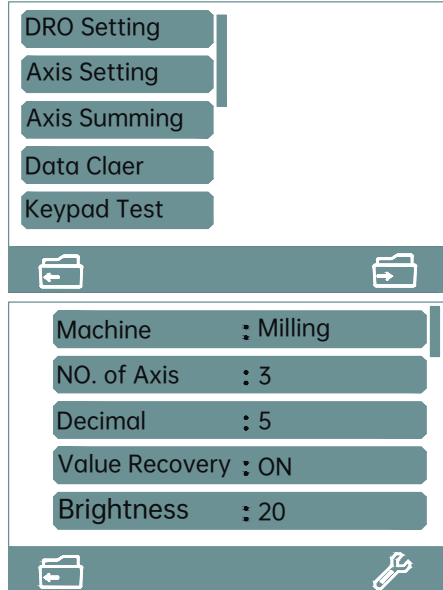 DRO Setting
Axis Setting
Axis Summing
Data Claer
Keypad Test
Machine : Milling
NO. of Axis : 3
Decimal : 5
Value Recovery : ON
Brightness : 20